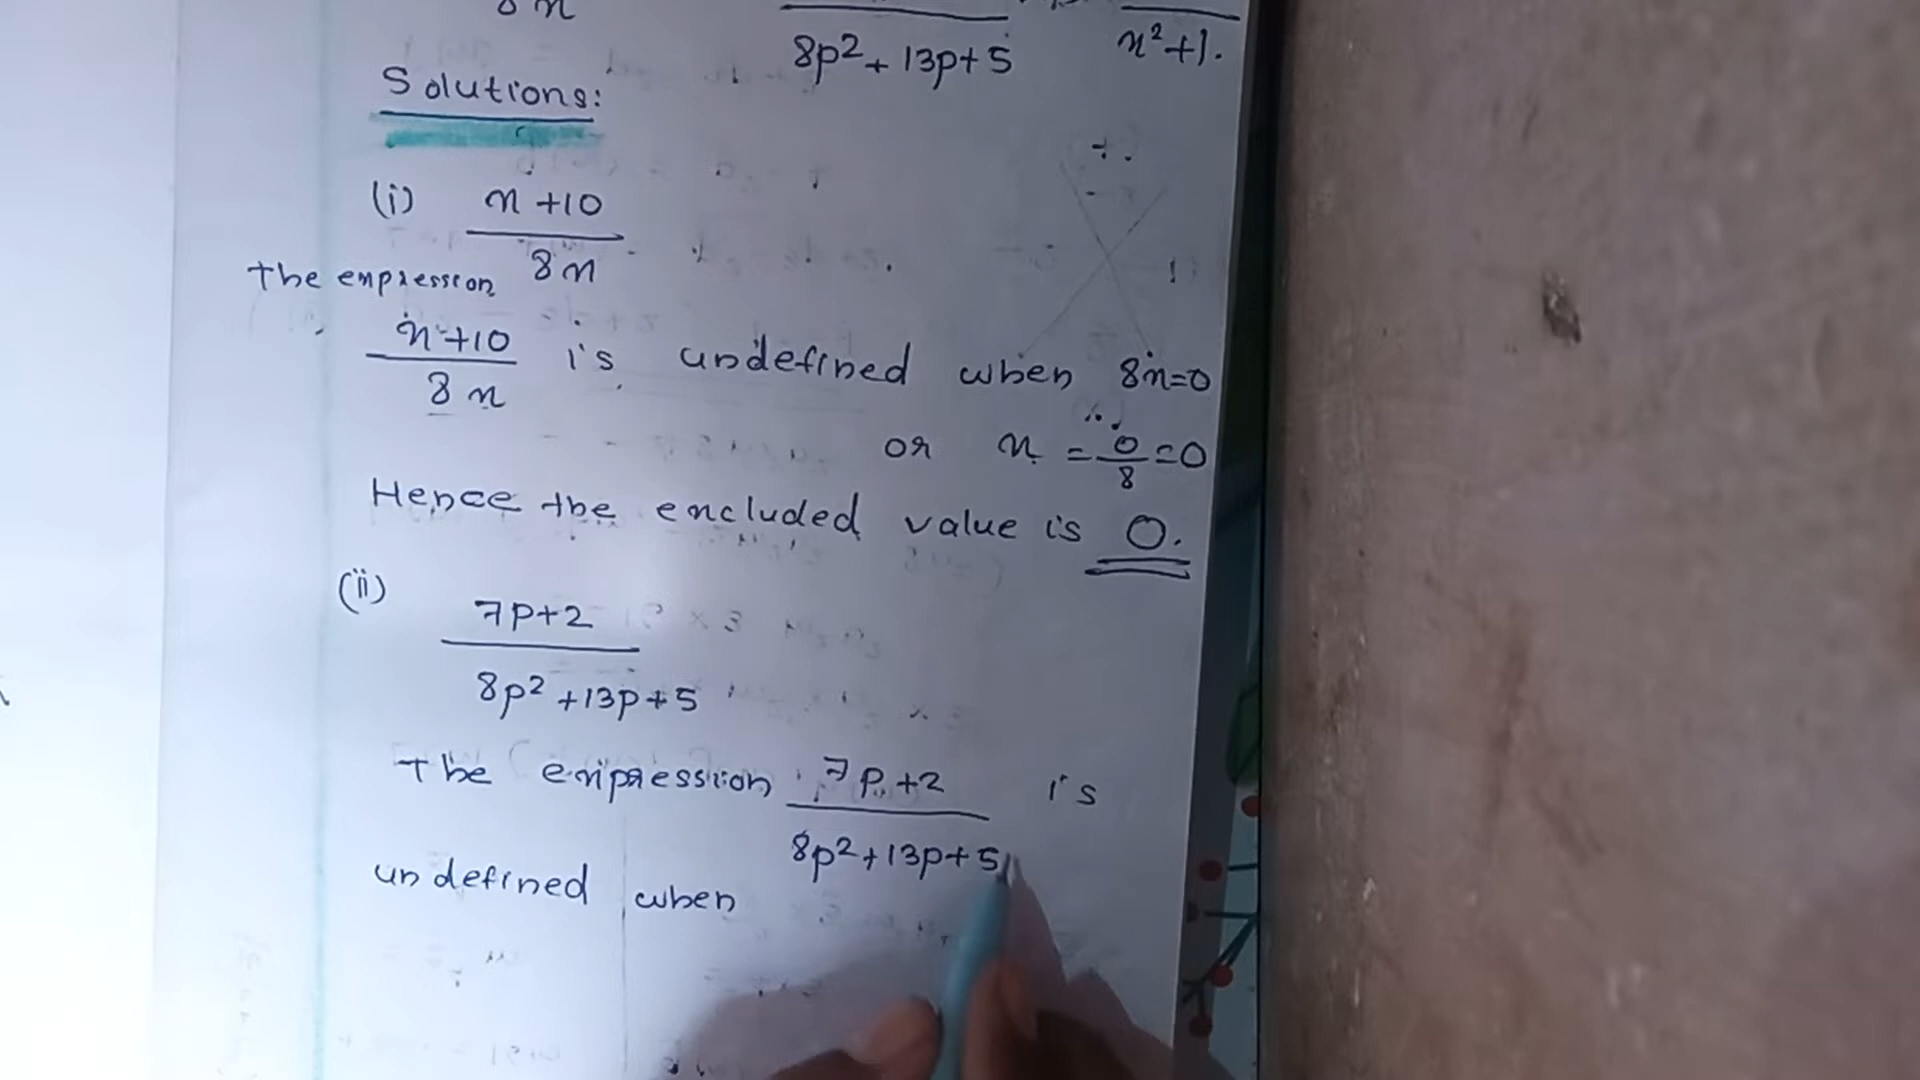 8x
8p²+13p+5
x²+1.
Solutions:
(i) x+10
8x
The expression
x+10
8x
is undefined when 8x=0
or x = 0/8 = 0
Hence the excluded value is 0.
(ii)
7p+2
8p²+13p+5
The expression 7p+2 is
8p²+13p+5
undefined when